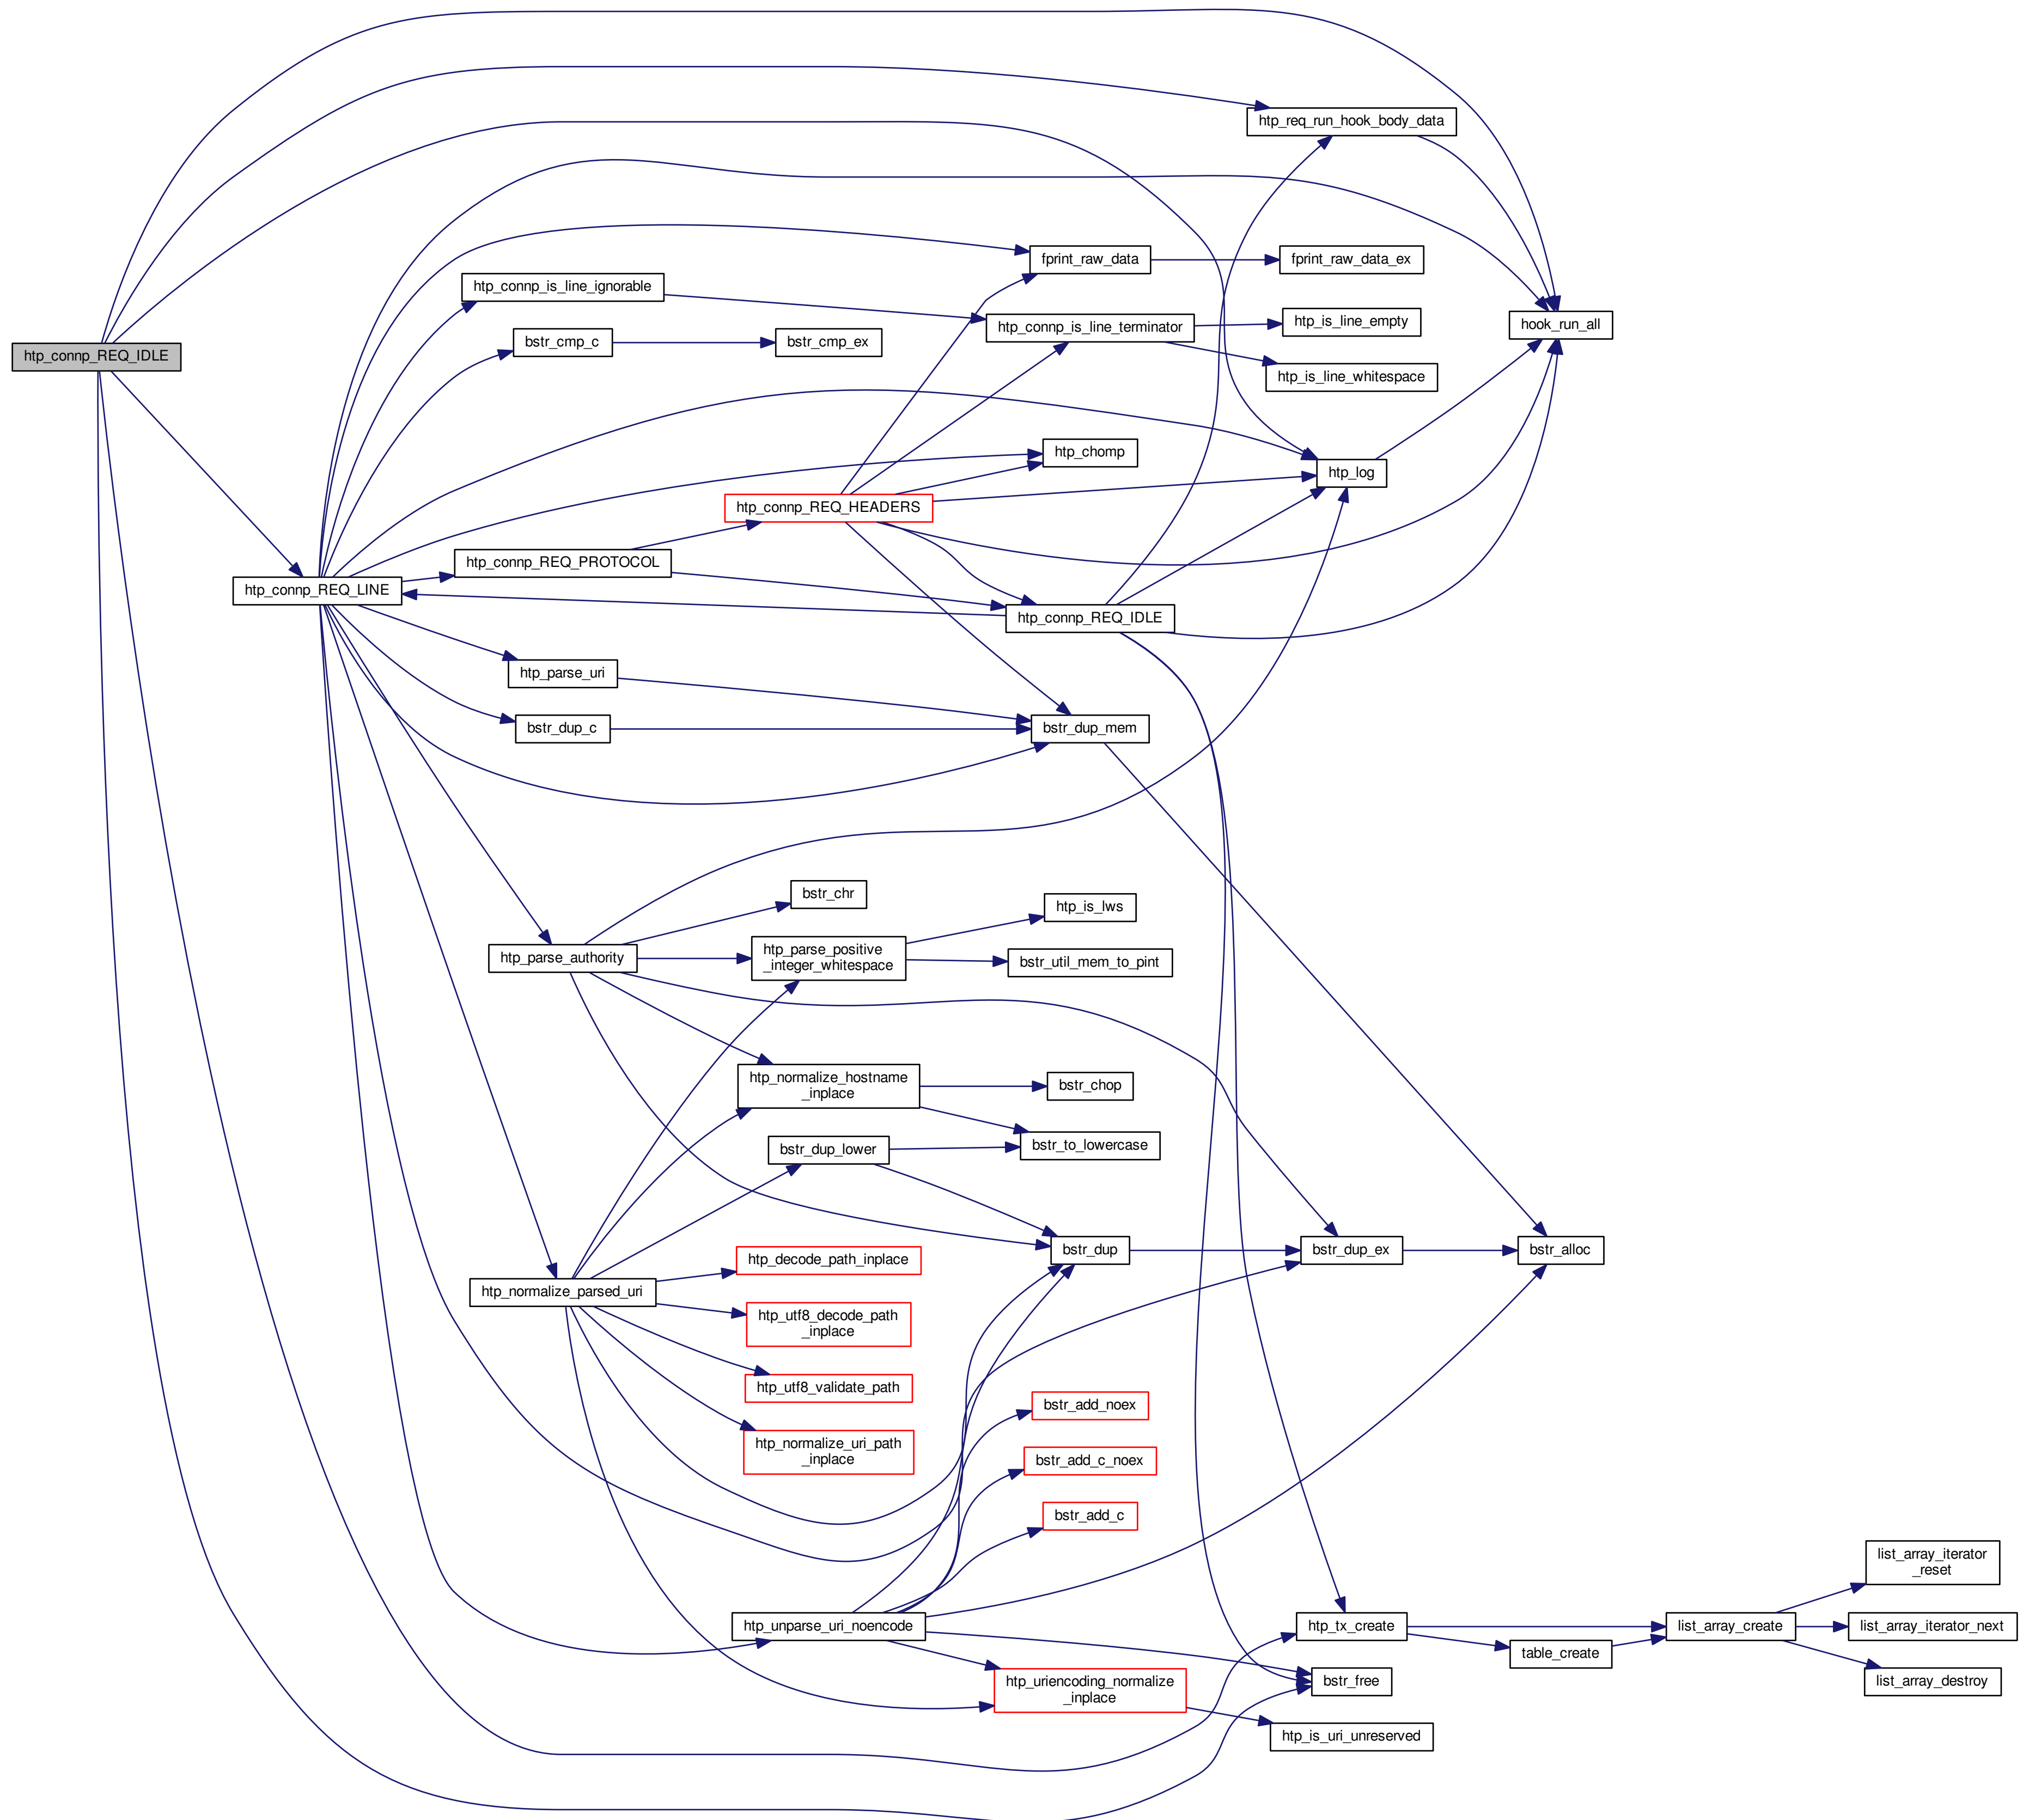 htp_connp_REQ_IDLE
htp_connp_REQ_LINE
htp_connp_is_line_ignorable
bstr_cmp_c
htp_connp_REQ_PROTOCOL
htp_parse_uri
bstr_dup_c
htp_parse_authority
htp_normalize_parsed_uri
bstr_cmp_ex
htp_connp_REQ_HEADERS
bstr_chr
htp_parse_positive
_integer_whitespace
htp_normalize_hostname
_inplace
bstr_dup_lower
htp_decode_path_inplace
htp_utf8_decode_path
_inplace
htp_utf8_validate_path
htp_normalize_uri_path
_inplace
htp_unparse_uri_noencode
fprint_raw_data
htp_connp_is_line_terminator
htp_chomp
htp_connp_REQ_IDLE
bstr_dup_mem
htp_is_lws
bstr_util_mem_to_pint
bstr_chop
bstr_to_lowercase
bstr_dup
bstr_add_noex
bstr_add_c_noex
bstr_add_c
htp_uriencoding_normalize
_inplace
htp_req_run_hook_body_data
fprint_raw_data_ex
htp_is_line_empty
htp_is_line_whitespace
htp_log
bstr_dup_ex
htp_tx_create
bstr_free
htp_is_uri_unreserved
hook_run_all
bstr_alloc
table_create
list_array_create
list_array_iterator
_reset
list_array_iterator_next
list_array_destroy